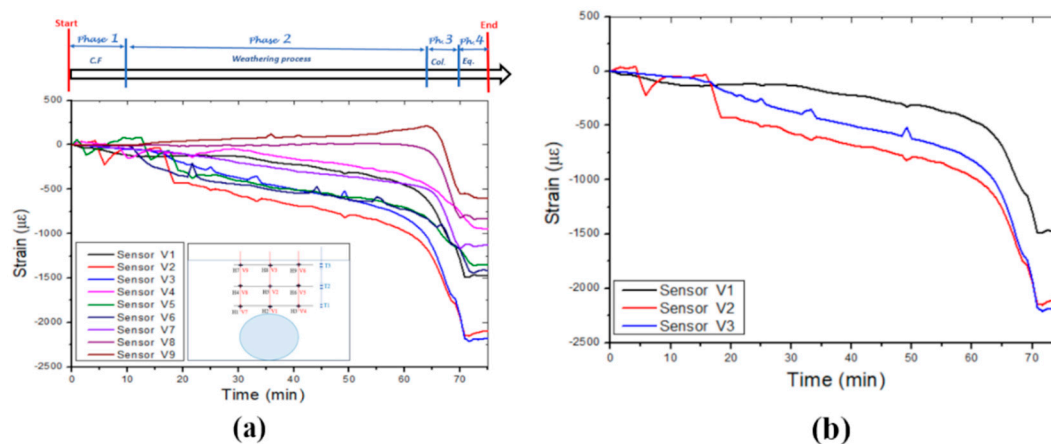 Start
End
Phase 1
Phase 2
Ph.3
Ph.4
C.F
Weathering process
Col.
Eq.
500
0
-500
-1000
-1500
-2000
-2500
Strain (με)
Sensor V1
Sensor V2
Sensor V3
Sensor V4
Sensor V5
Sensor V6
Sensor V7
Sensor V8
Sensor V9
0 10 20 30 40 50 60 70
Time (min)
(a)
500
0
-500
-1000
-1500
-2000
-2500
Strain (με)
Sensor V1
Sensor V2
Sensor V3
0 10 20 30 40 50 60 70
Time (min)
(b)